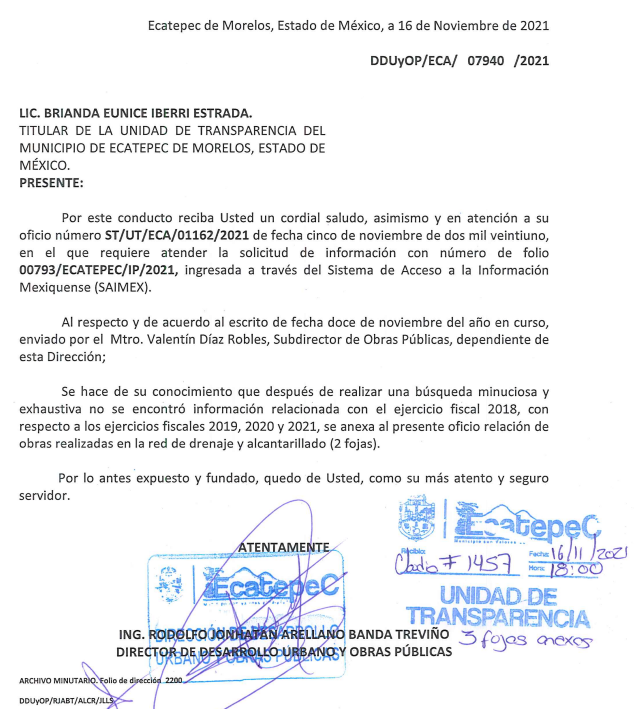 Ecatepec de Morelos, Estado de México, a 16 de Noviembre de 2021
DDUyOP/ECA/ 07940 /2021
LIC. BRIANDA EUNICE IBERRI ESTRADA.
TITULAR DE LA UNIDAD DE TRANSPARENCIA DEL
MUNICIPIO DE ECATEPEC DE MORELOS, ESTADO DE
MÉXICO.
PRESENTE:
Por este conducto reciba Usted un cordial saludo, asimismo y en atención a su
oficio número ST/UT/ECA/01162/2021 de fecha cinco de noviembre de dos mil veintiuno,
en el que requiere atender la solicitud de información con número de folio
00793/ECATEPEC/IP/2021, ingresada a través del Sistema de Acceso a la Información
Mexiquense (SAIMEX).
Al respecto y de acuerdo al escrito de fecha doce de noviembre del año en curso,
enviado por el Mtro. Valentín Díaz Robles, Subdirector de Obras Públicas, dependiente de
esta Dirección;
Se hace de su conocimiento que después de realizar una búsqueda minuciosa y
exhaustiva no se encontró información relacionada con el ejercicio fiscal 2018, con
respecto a los ejercicios fiscales 2019, 2020 y 2021, se anexa al presente oficio relación de
obras realizadas en la red de drenaje y alcantarillado (2 fojas).
Por lo antes expuesto y fundado, quedo de Usted, como su más atento y seguro
servidor.
EcatepeC
Recibió: # 1457 Fecha: 16/11/2021
Hora: 18:00
UNIDAD DE
TRANSPARENCIA
3 fojas anexos
ATENTAMENTE
EcatepeC
DIRECCIÓN DE DESARROLLO
URBANO Y OBRAS PÚBLICAS
ING. RODOLFO JONHATAN ARELLANO BANDA TREVIÑO
DIRECTOR DE DESARROLLO URBANO Y OBRAS PÚBLICAS
ARCHIVO MINUTARIO. Folio de dirección 2200
DDUyOP/RJABT/ALCR/JLLS